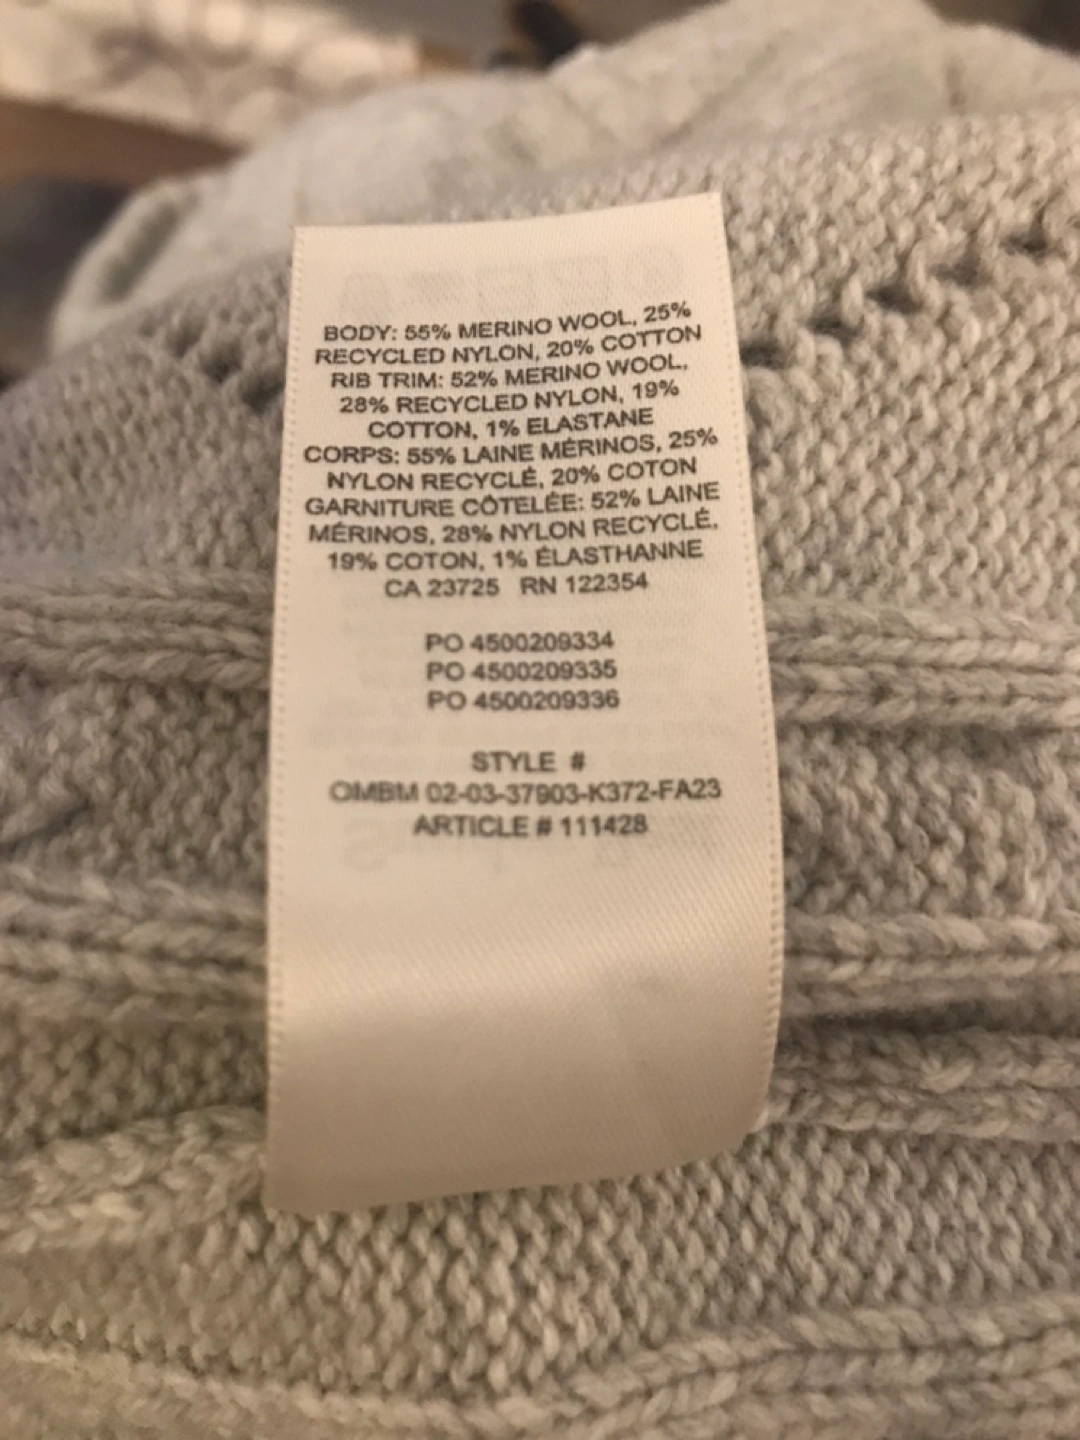 BODY: 55% MERINO WOOL, 25%
RECYCLED NYLON, 20% COTTON
RIB TRIM: 52% MERINO WOOL,
28% RECYCLED NYLON, 19%
COTTON, 1% ELASTANE
CORPS: 55% LAINE MÉRINOS, 25%
NYLON RECYCLÉ, 20% COTON
GARNITURE CÔTELÉE: 52% LAINE
MÉRINOS, 28% NYLON RECYCLÉ,
19% COTON, 1% ÉLASTHANNE
CA 23725 RN 122354
PO 4500209334
PO 4500209335
PO 4500209336
STYLE #
OMBM 02-03-37903-K372-FA23
ARTICLE # 111428